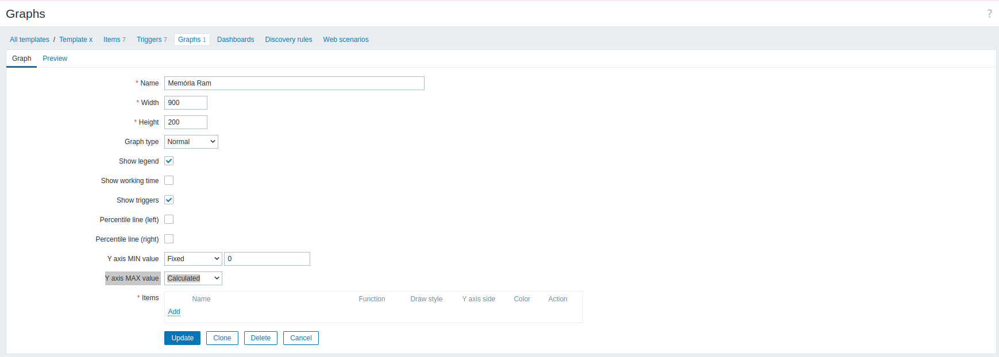 Graphs
?
All templates / Template x Items 7 Triggers 7 Graphs 1 Dashboards Discovery rules Web scenarios
Graph Preview
* Name Memória Ram
* Width 900
* Height 200
Graph type Normal
Show legend
Show working time
Show triggers
Percentile line (left)
Percentile line (right)
Y axis MIN value Fixed 0
Y axis MAX value Calculated
* Items Name Function Draw style Y axis side Color Action
Add
Update Clone Delete Cancel